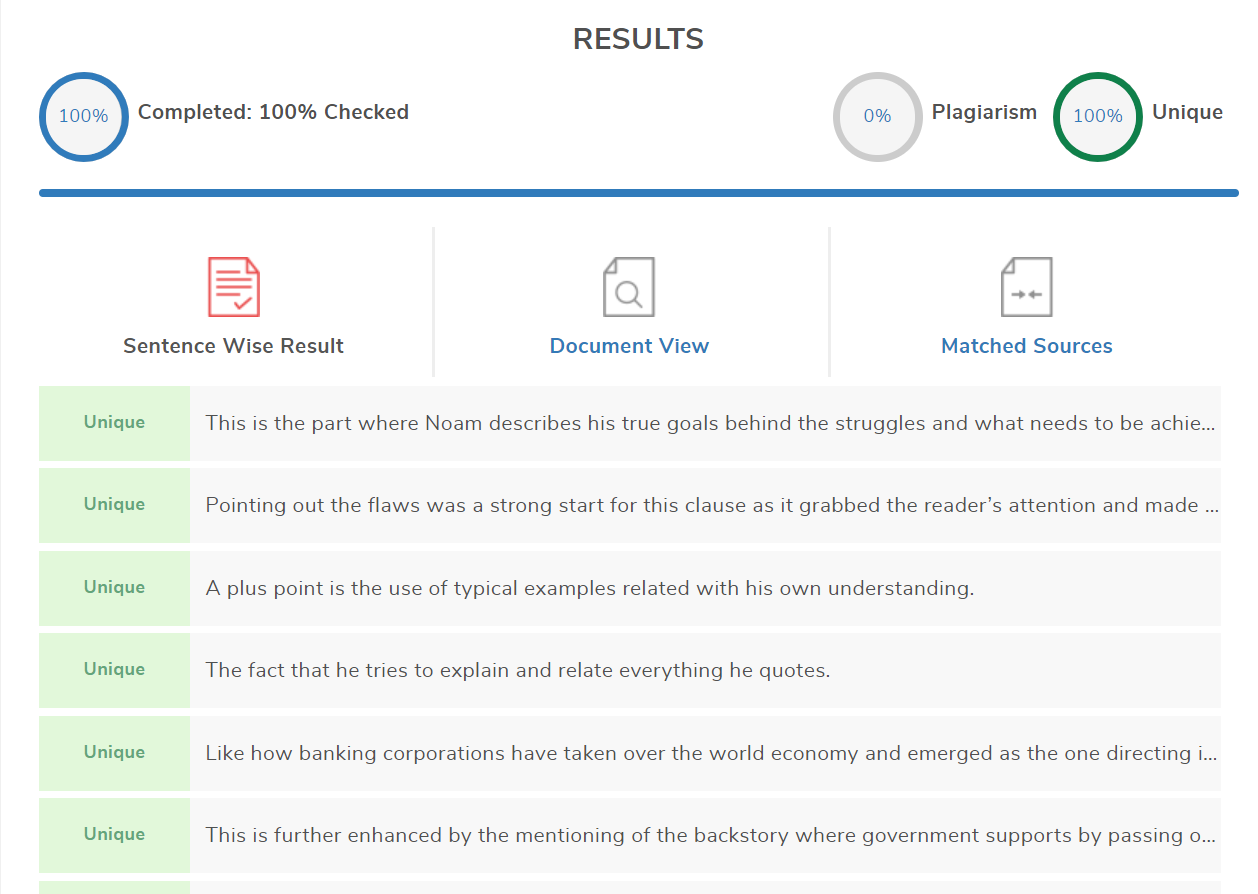 RESULTS
100% Completed: 100% Checked
0% Plagiarism 100% Unique
Sentence Wise Result
Document View
Matched Sources
Unique This is the part where Noam describes his true goals behind the struggles and what needs to be achie...
Unique Pointing out the flaws was a strong start for this clause as it grabbed the reader’s attention and made ...
Unique A plus point is the use of typical examples related with his own understanding.
Unique The fact that he tries to explain and relate everything he quotes.
Unique Like how banking corporations have taken over the world economy and emerged as the one directing i...
Unique This is further enhanced by the mentioning of the backstory where government supports by passing o...